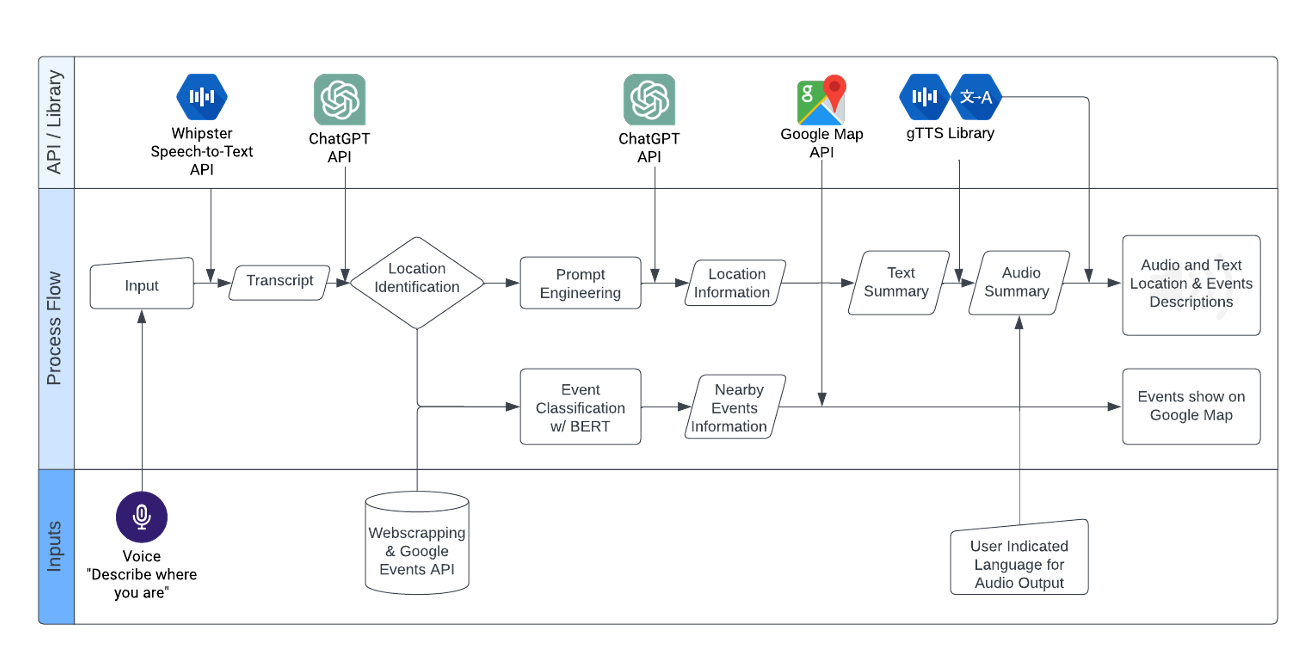 API / Library
Whipster
Speech-to-Text
API
ChatGPT
API
ChatGPT
API
g
Google Map
API
文→A
gTTS Library
Process Flow
Input
Transcript
Location
Identification
Prompt
Engineering
Location
Information
Text
Summary
Audio
Summary
Audio and Text
Location & Events
Descriptions
Event
Classification
w/ BERT
Nearby
Events
Information
Events show on
Google Map
Inputs
Voice
"Describe where
you are"
Webscrapping
& Google
Events API
User Indicated
Language for
Audio Output